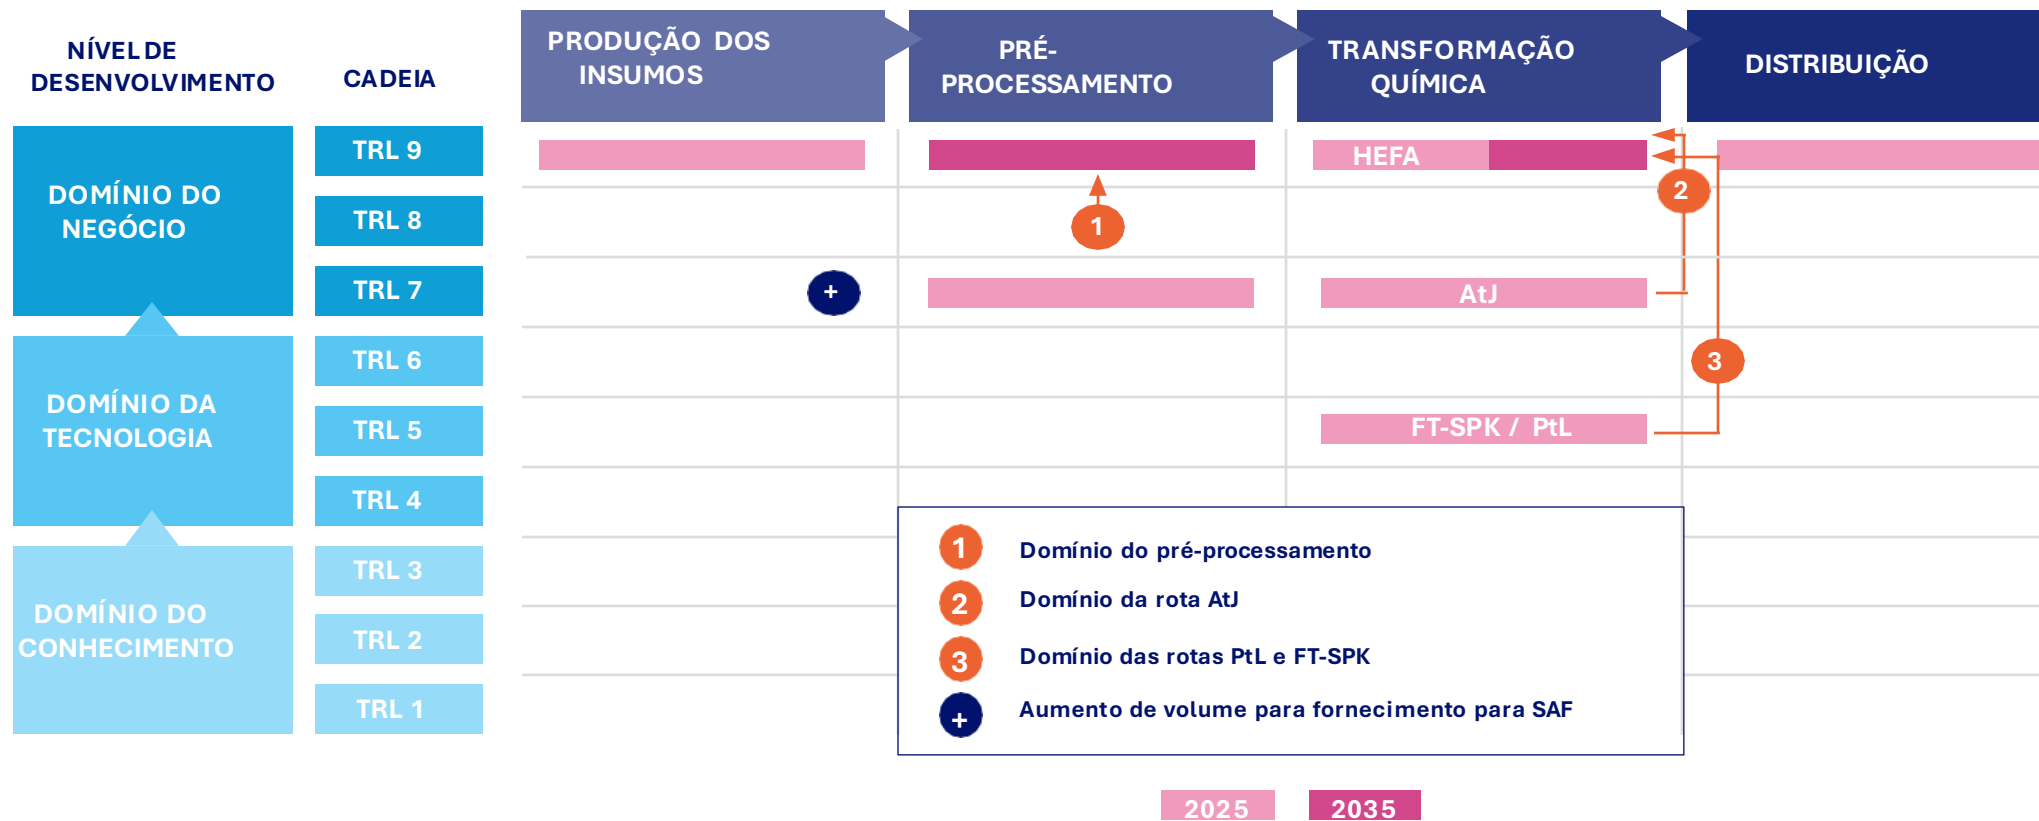 NÍVEL DE
DESENVOLVIMENTO
CADEIA
PRODUÇÃO DOS
INSUMOS
PRÉ-
PROCESSAMENTO
TRANSFORMAÇÃO
QUÍMICA
DISTRIBUIÇÃO
DOMÍNIO DO
NEGÓCIO
TRL 9
HEFA
2
TRL 8
1
TRL 7
+
AtJ
DOMÍNIO DA
TECNOLOGIA
TRL 6
3
TRL 5
FT-SPK / PtL
TRL 4
DOMÍNIO DO
CONHECIMENTO
TRL 3
TRL 2
TRL 1
1 Domínio do pré-processamento
2 Domínio da rota AtJ
3 Domínio das rotas PtL e FT-SPK
+ Aumento de volume para fornecimento para SAF
2025
2035